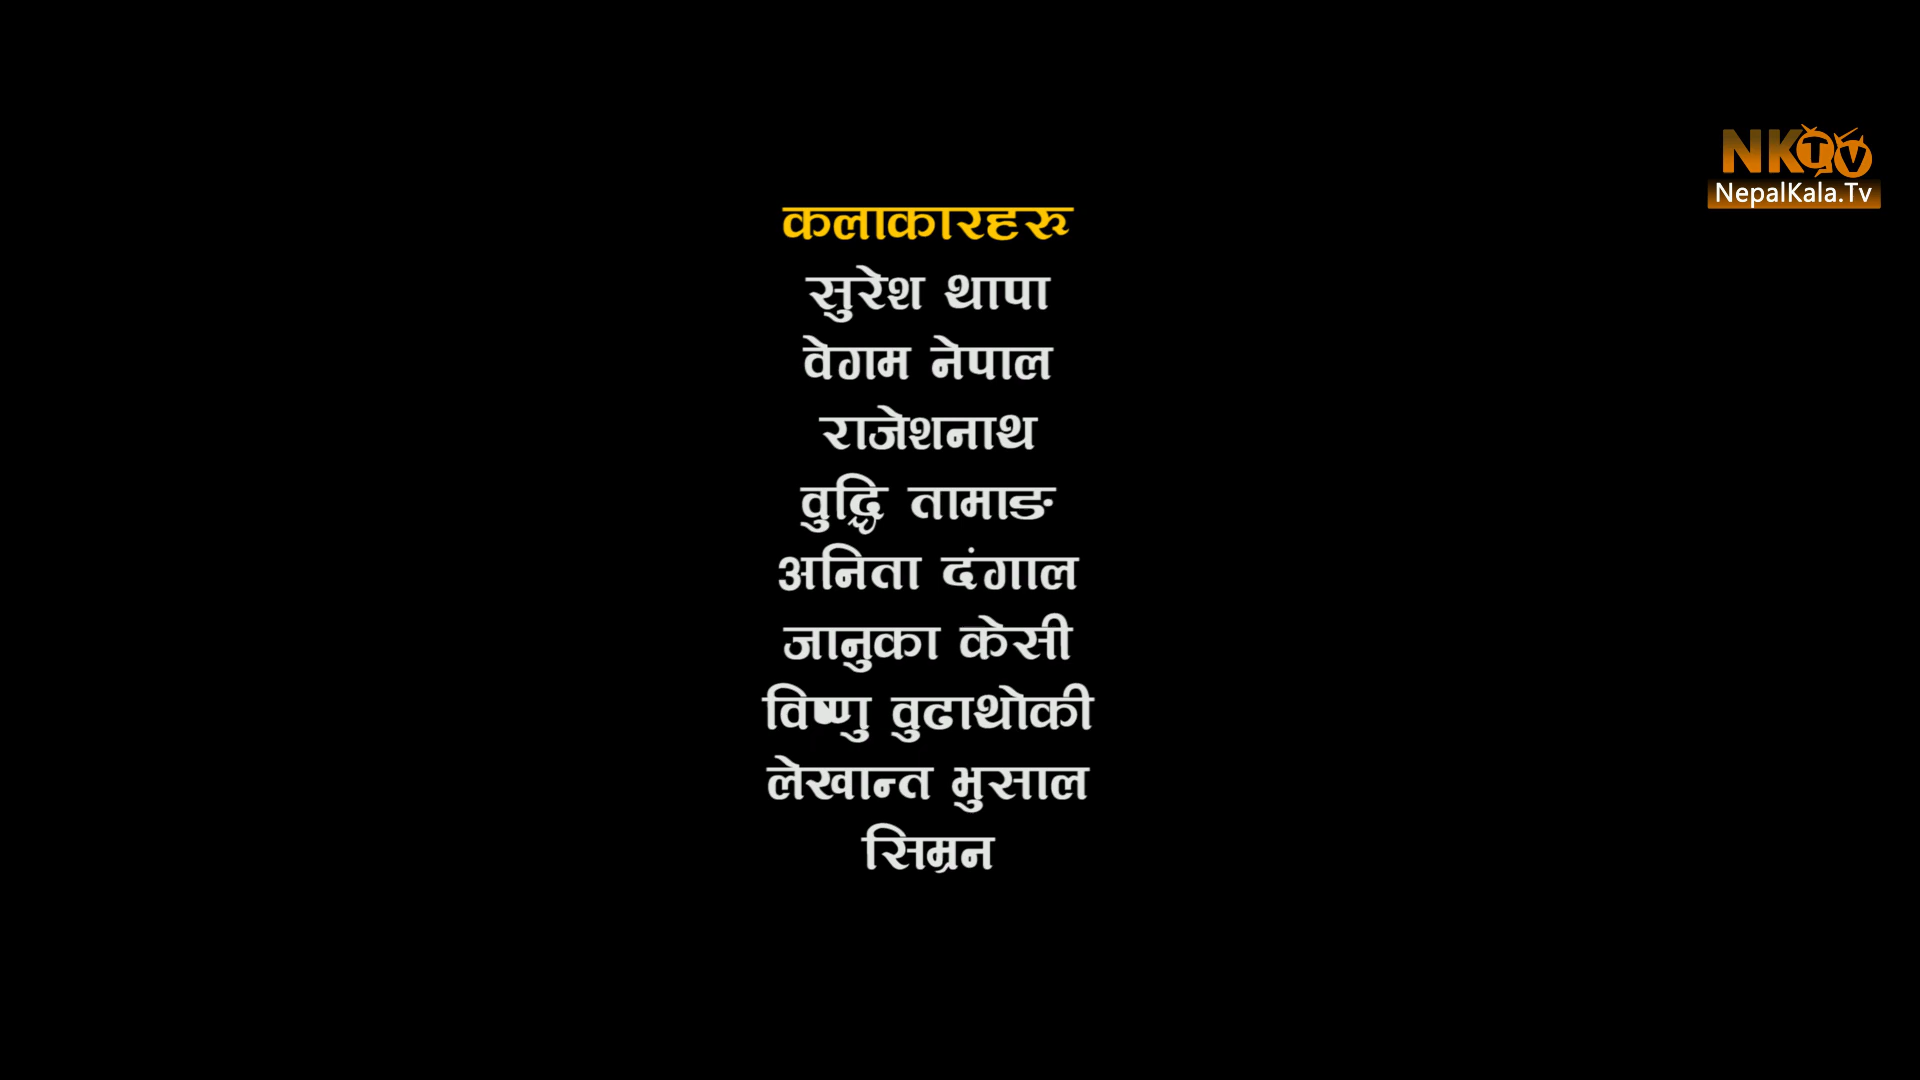 NKTV
NepalKala.Tv
कलाकारहरु
सुरेश थापा
वेगम नेपाल
राजेशनाथ
वुद्धि तामाङ
अनिता दंगाल
जानुका केसी
विष्णु वुढाथोकी
लेखान्त भुसाल
सिम्रन